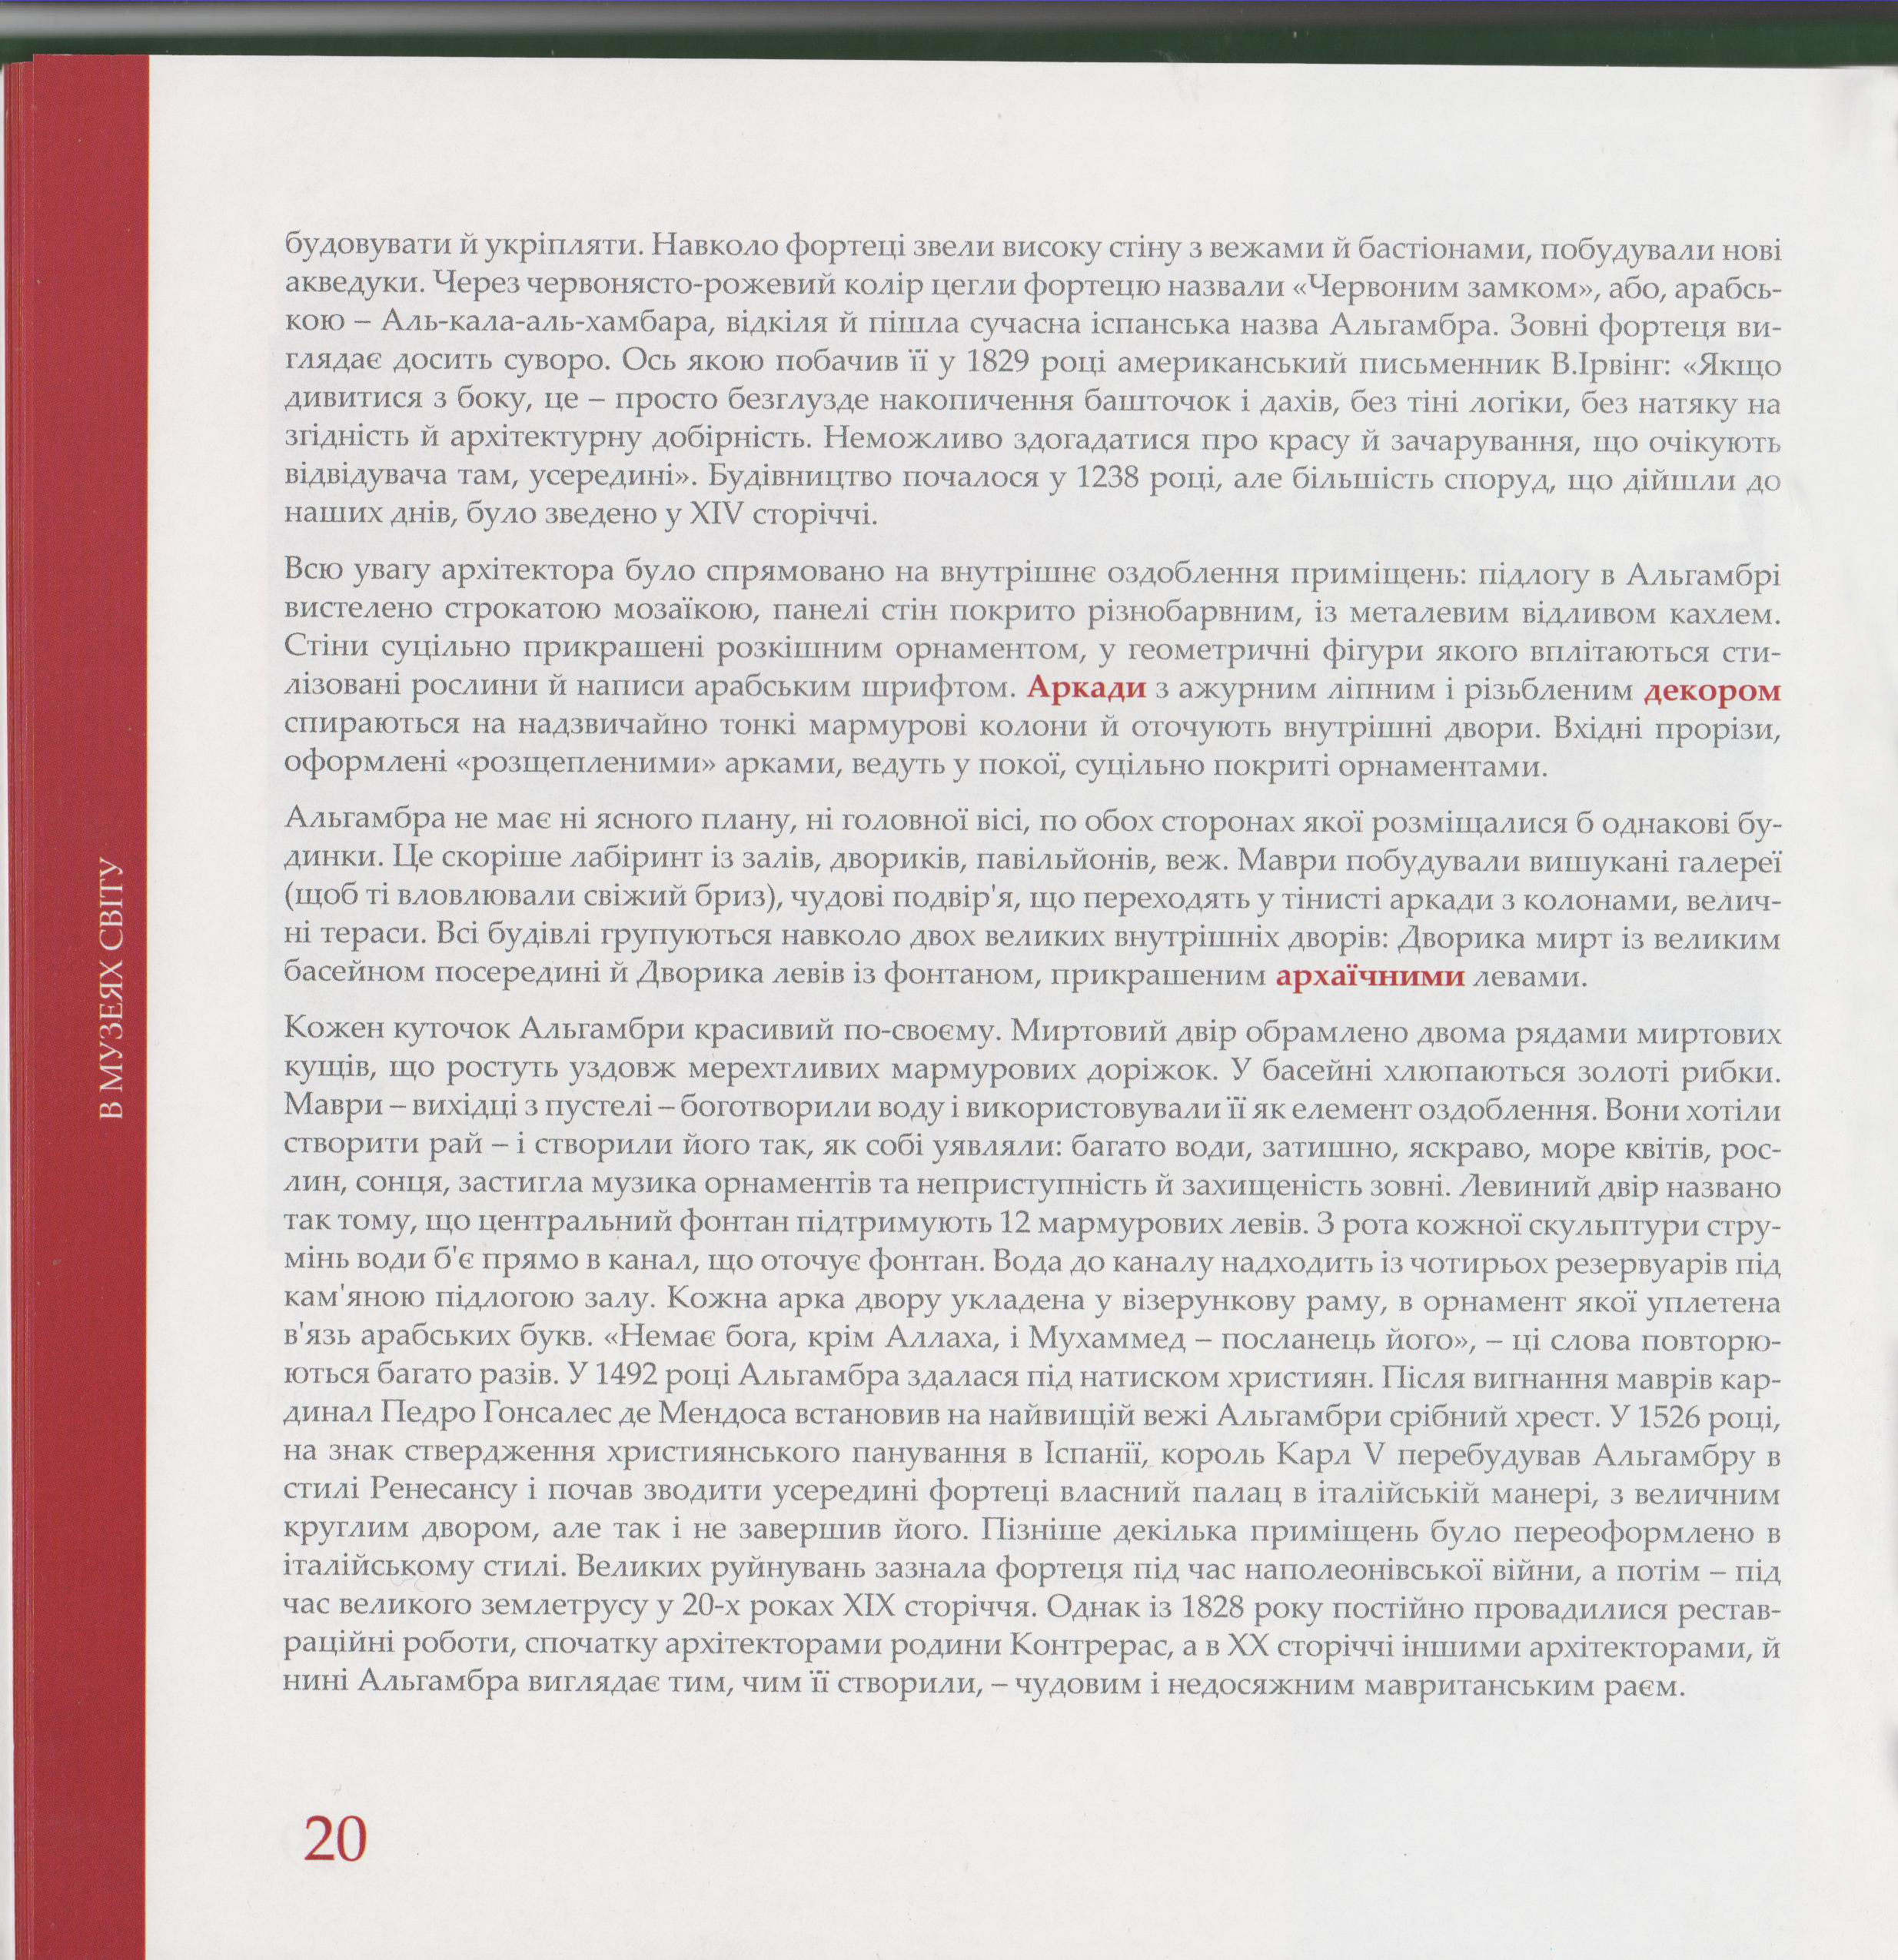 В МУЗЕЯХ СВІТУ
будовувати й укріпляти. Навколо фортеці звели високу стіну з вежами й бастіонами, побудували нові
акведуки. Через червонясто-рожевий колір цегли фортецю назвали «Червоним замком», або, арабсь-
кою – Аль-кала-аль-хамбара, відкіля й пішла сучасна іспанська назва Альгамбра. Зовні фортеця ви-
глядає досить суворо. Ось якою побачив її у 1829 році американський письменник В.Ірвінг: «Якщо
дивитися з боку, це – просто безглузде накопичення башточок і дахів, без тіні логіки, без натяку на
згідність й архітектурну добірність. Неможливо здогадатися про красу й зачарування, що очікують
відвідувача там, усередині». Будівництво почалося у 1238 році, але більшість споруд, що дійшли до
наших днів, було зведено у XIV сторіччі.
Всю увагу архітектора було спрямовано на внутрішнє оздоблення приміщень: підлогу в Альгамбрі
вистелено строкатою мозаїкою, панелі стін покрито різнобарвним, із металевим відливом кахлем.
Стіни суцільно прикрашені розкішним орнаментом, у геометричні фігури якого вплітаються сти-
лізовані рослини й написи арабським шрифтом. Аркади з ажурним ліпним і різьбленим декором
спираються на надзвичайно тонкі мармурові колони й оточують внутрішні двори. Вхідні прорізи,
оформлені «розщепленими» арками, ведуть у покої, суцільно покриті орнаментами.
Альгамбра не має ні ясного плану, ні головної вісі, по обох сторонах якої розміщалися б однакові бу-
динки. Це скоріше лабіринт із залів, двориків, павільйонів, веж. Маври побудували вишукані галереї
(щоб ті вловлювали свіжий бриз), чудові подвір'я, що переходять у тінисті аркади з колонами, велич-
ні тераси. Всі будівлі групуються навколо двох великих внутрішніх дворів: Дворика мирт із великим
басейном посередині й Дворика левів із фонтаном, прикрашеним архаїчними левами.
Кожен куточок Альгамбри красивий по-своєму. Миртовий двір обрамлено двома рядами миртових
кущів, що ростуть уздовж мерехтливих мармурових доріжок. У басейні хлюпаються золоті рибки.
Маври – вихідці з пустелі – боготворили воду і використовували її як елемент оздоблення. Вони хотіли
створити рай – і створили його так, як собі уявляли: багато води, затишно, яскраво, море квітів, рос-
лин, сонця, застигла музика орнаментів та неприступність й захищеність зовні. Левиний двір названо
так тому, що центральний фонтан підтримують 12 мармурових левів. З рота кожної скульптури стру-
мінь води б'є прямо в канал, що оточує фонтан. Вода до каналу надходить із чотирьох резервуарів під
кам'яною підлогою залу. Кожна арка двору укладена у візерункову раму, в орнамент якої уплетена
в'язь арабських букв. «Немає бога, крім Аллаха, і Мухаммед – посланець його», – ці слова повторю-
ються багато разів. У 1492 році Альгамбра здалася під натиском християн. Після вигнання маврів кар-
динал Педро Гонсалес де Мендоса встановив на найвищій вежі Альгамбри срібний хрест. У 1526 році,
на знак ствердження християнського панування в Іспанії, король Карл V перебудував Альгамбру в
стилі Ренесансу і почав зводити усередині фортеці власний палац в італійській манері, з величним
круглим двором, але так і не завершив його. Пізніше декілька приміщень було переоформлено в
італійському стилі. Великих руйнувань зазнала фортеця під час наполеонівської війни, а потім – під
час великого землетрусу у 20-х роках XIX сторіччя. Однак із 1828 року постійно провадилися рестав-
раційні роботи, спочатку архітекторами родини Контрерас, а в XX сторіччі іншими архітекторами, й
нині Альгамбра виглядає тим, чим її створили, – чудовим і недосяжним мавританським раєм.
20